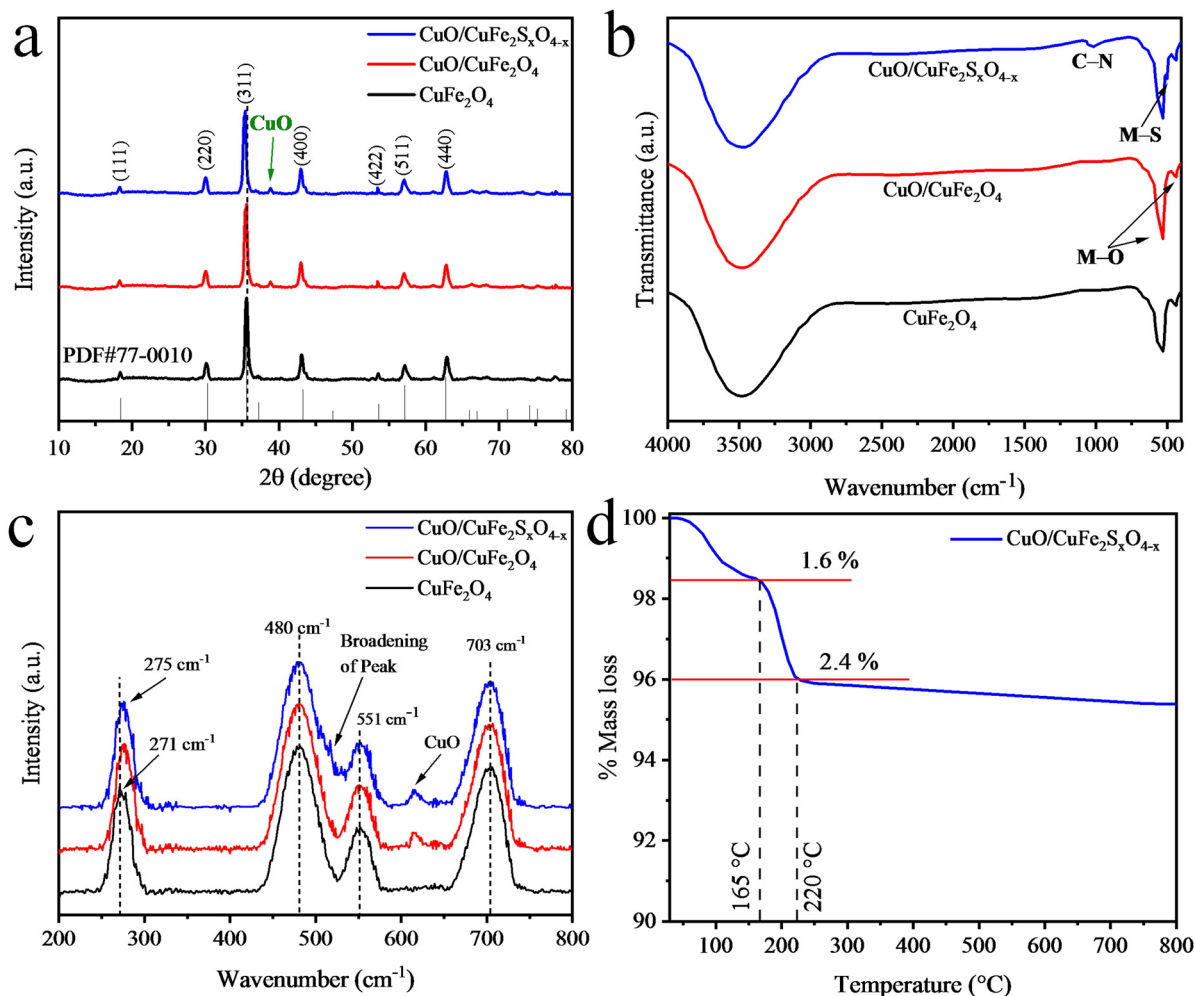 a
CuO/CuFe₂SₓO₄₋ₓ
CuO/CuFe₂O₄
CuFe₂O₄
(111)
(220)
(311)
CuO
(400)
(422)
(511)
(440)
PDF#77-0010
Intensity (a.u.)
10 20 30 40 50 60 70 80
2θ (degree)
b
CuO/CuFe₂SₓO₄₋ₓ
C–N
M–S
CuO/CuFe₂O₄
M–O
CuFe₂O₄
Transmittance (a.u.)
4000 3500 3000 2500 2000 1500 1000 500
Wavenumber (cm⁻¹)
c
CuO/CuFe₂SₓO₄₋ₓ
CuO/CuFe₂O₄
CuFe₂O₄
275 cm⁻¹
271 cm⁻¹
480 cm⁻¹
Broadening
of Peak
551 cm⁻¹
CuO
703 cm⁻¹
Intensity (a.u.)
200 300 400 500 600 700 800
Wavenumber (cm⁻¹)
d
CuO/CuFe₂SₓO₄₋ₓ
1.6 %
2.4 %
165 °C
220 °C
% Mass loss
100
98
96
94
92
90
100 200 300 400 500 600 700 800
Temperature (°C)